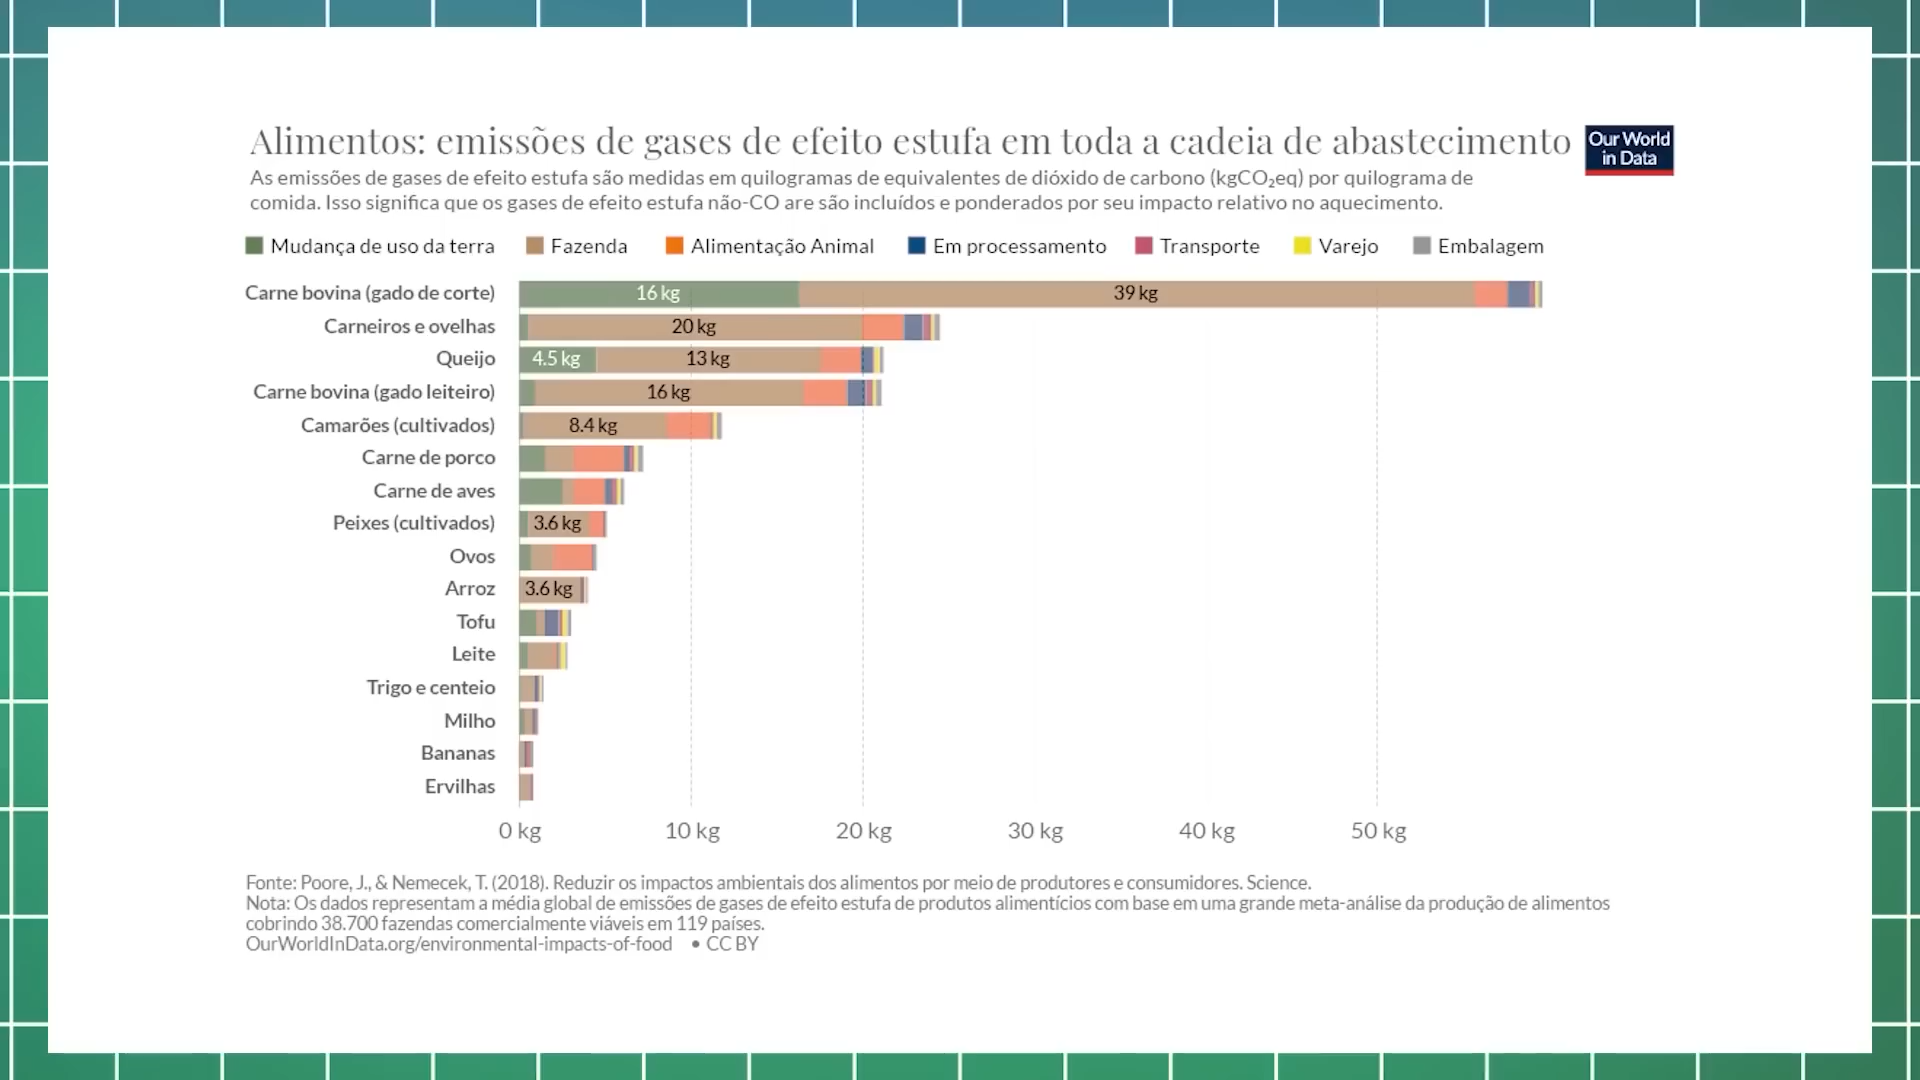 Alimentos: emissões de gases de efeito estufa em toda a cadeia de abastecimento
Our World
in Data
As emissões de gases de efeito estufa são medidas em quilogramas de equivalentes de dióxido de carbono (kgCO₂eq) por quilograma de
comida. Isso significa que os gases de efeito estufa não-CO are são incluídos e ponderados por seu impacto relativo no aquecimento.
Mudança de uso da terra Fazenda Alimentação Animal Em processamento Transporte Varejo Embalagem
Carne bovina (gado de corte) 16 kg 39 kg
Carneiros e ovelhas 20 kg
Queijo 4.5 kg 13 kg
Carne bovina (gado leiteiro) 16 kg
Camarões (cultivados) 8.4 kg
Carne de porco
Carne de aves
Peixes (cultivados) 3.6 kg
Ovos
Arroz 3.6 kg
Tofu
Leite
Trigo e centeio
Milho
Bananas
Ervilhas
0 kg 10 kg 20 kg 30 kg 40 kg 50 kg
Fonte: Poore, J., & Nemecek, T. (2018). Reduzir os impactos ambientais dos alimentos por meio de produtores e consumidores. Science.
Nota: Os dados representam a média global de emissões de gases de efeito estufa de produtos alimentícios com base em uma grande meta-análise da produção de alimentos
cobrindo 38.700 fazendas comercialmente viáveis em 119 países.
OurWorldInData.org/environmental-impacts-of-food • CC BY